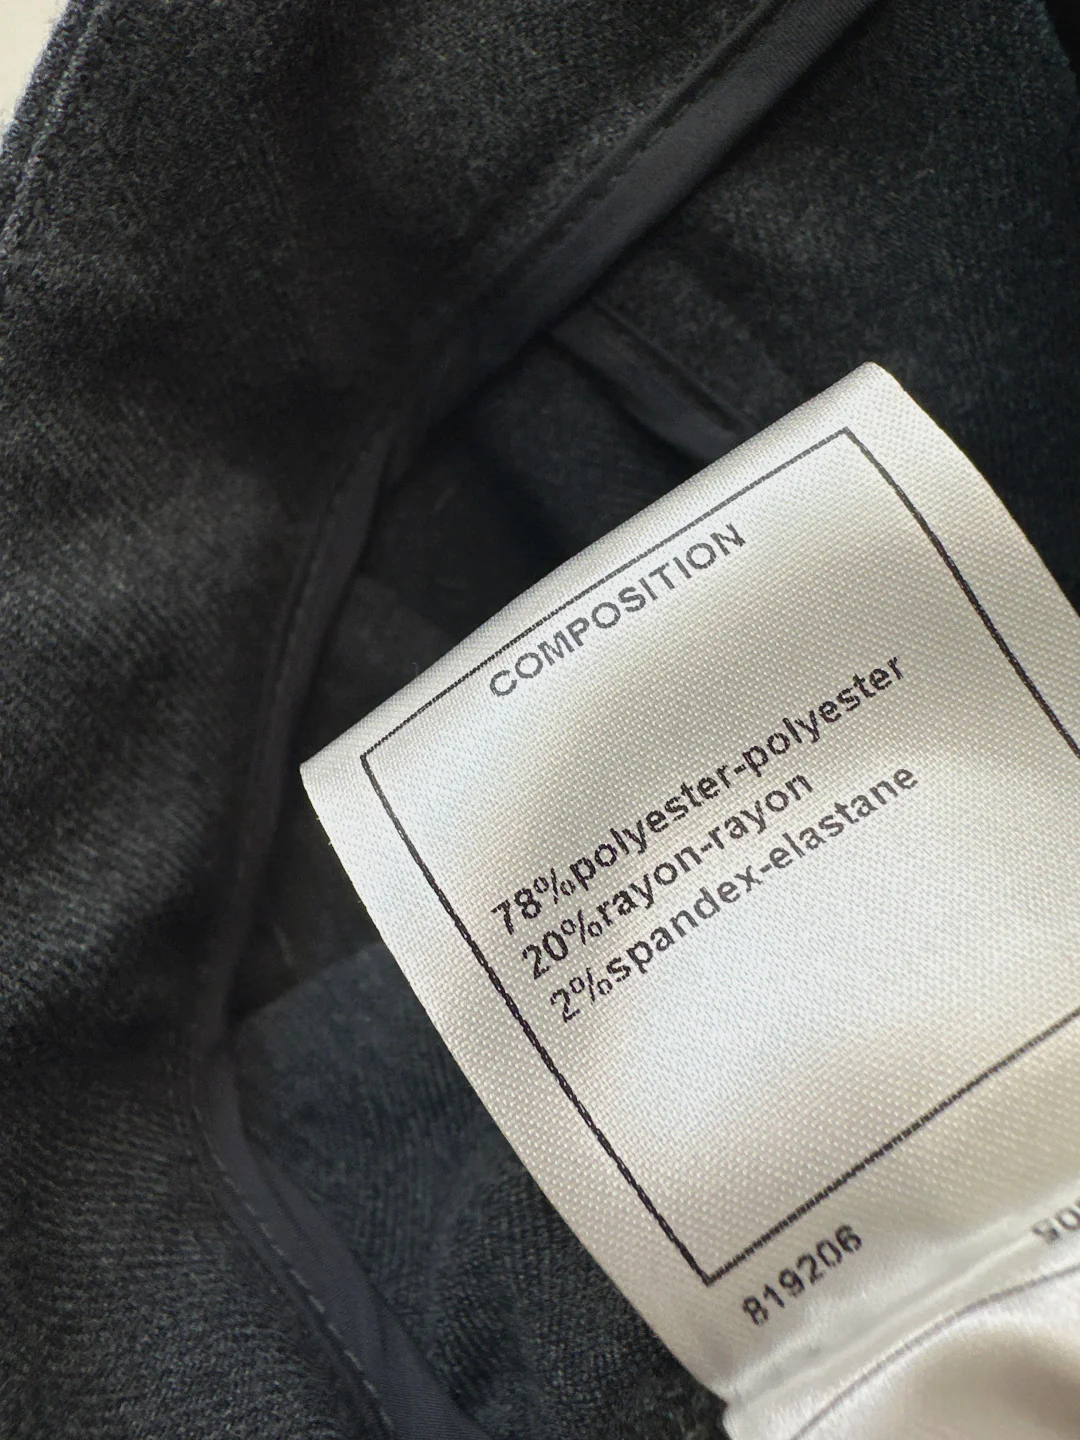 COMPOSITION
78%polyester-polyester
20%rayon-rayon
2%spandex-elastane
819206